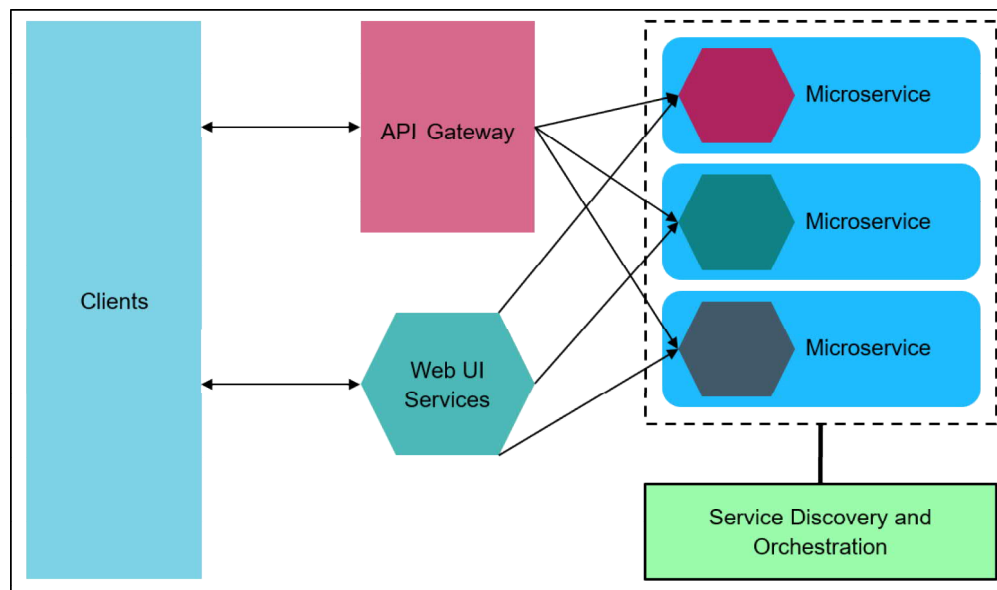 Clients
API Gateway
Web UI
Services
Microservice
Microservice
Microservice
Service Discovery and
Orchestration